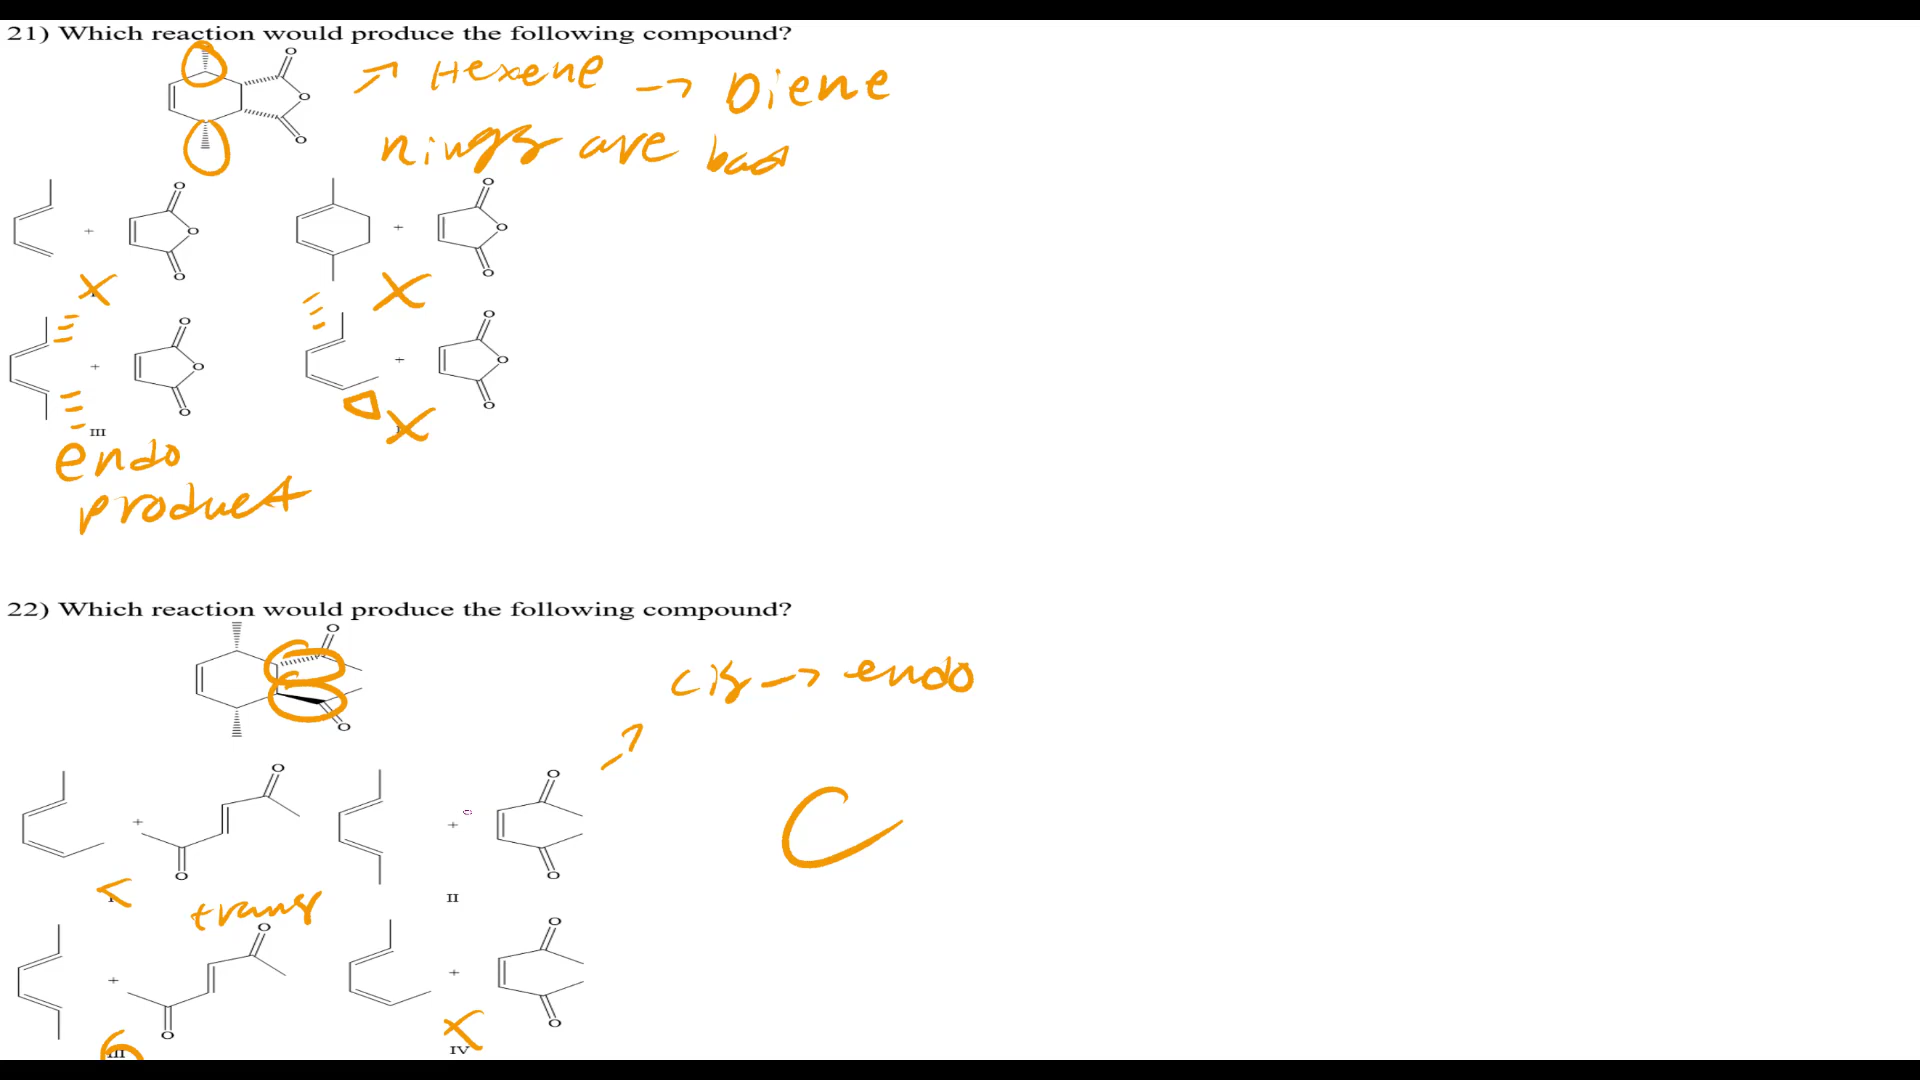 21) Which reaction would produce the following compound?
O
O
O
→ Hexene → Diene
rings are bad
O
+
O
O
X
O
+
O
O
X
O
+
O
O
III
endo
product
O
+
O
O
X
22) Which reaction would produce the following compound?
O
O
cis → endo
C
+
O
O
trans
+
O
O
II
+
O
O
III
+
O
O
X
IV